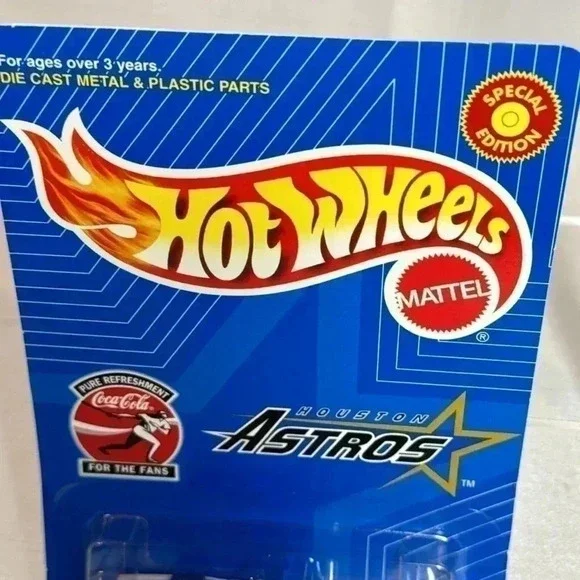 For ages over 3 years.
DIE CAST METAL & PLASTIC PARTS
SPECIAL
EDITION
HOT WHEELS
MATTEL
®
PURE REFRESHMENT
Coca-Cola
FOR THE FANS
HOUSTON
ASTROS
TM